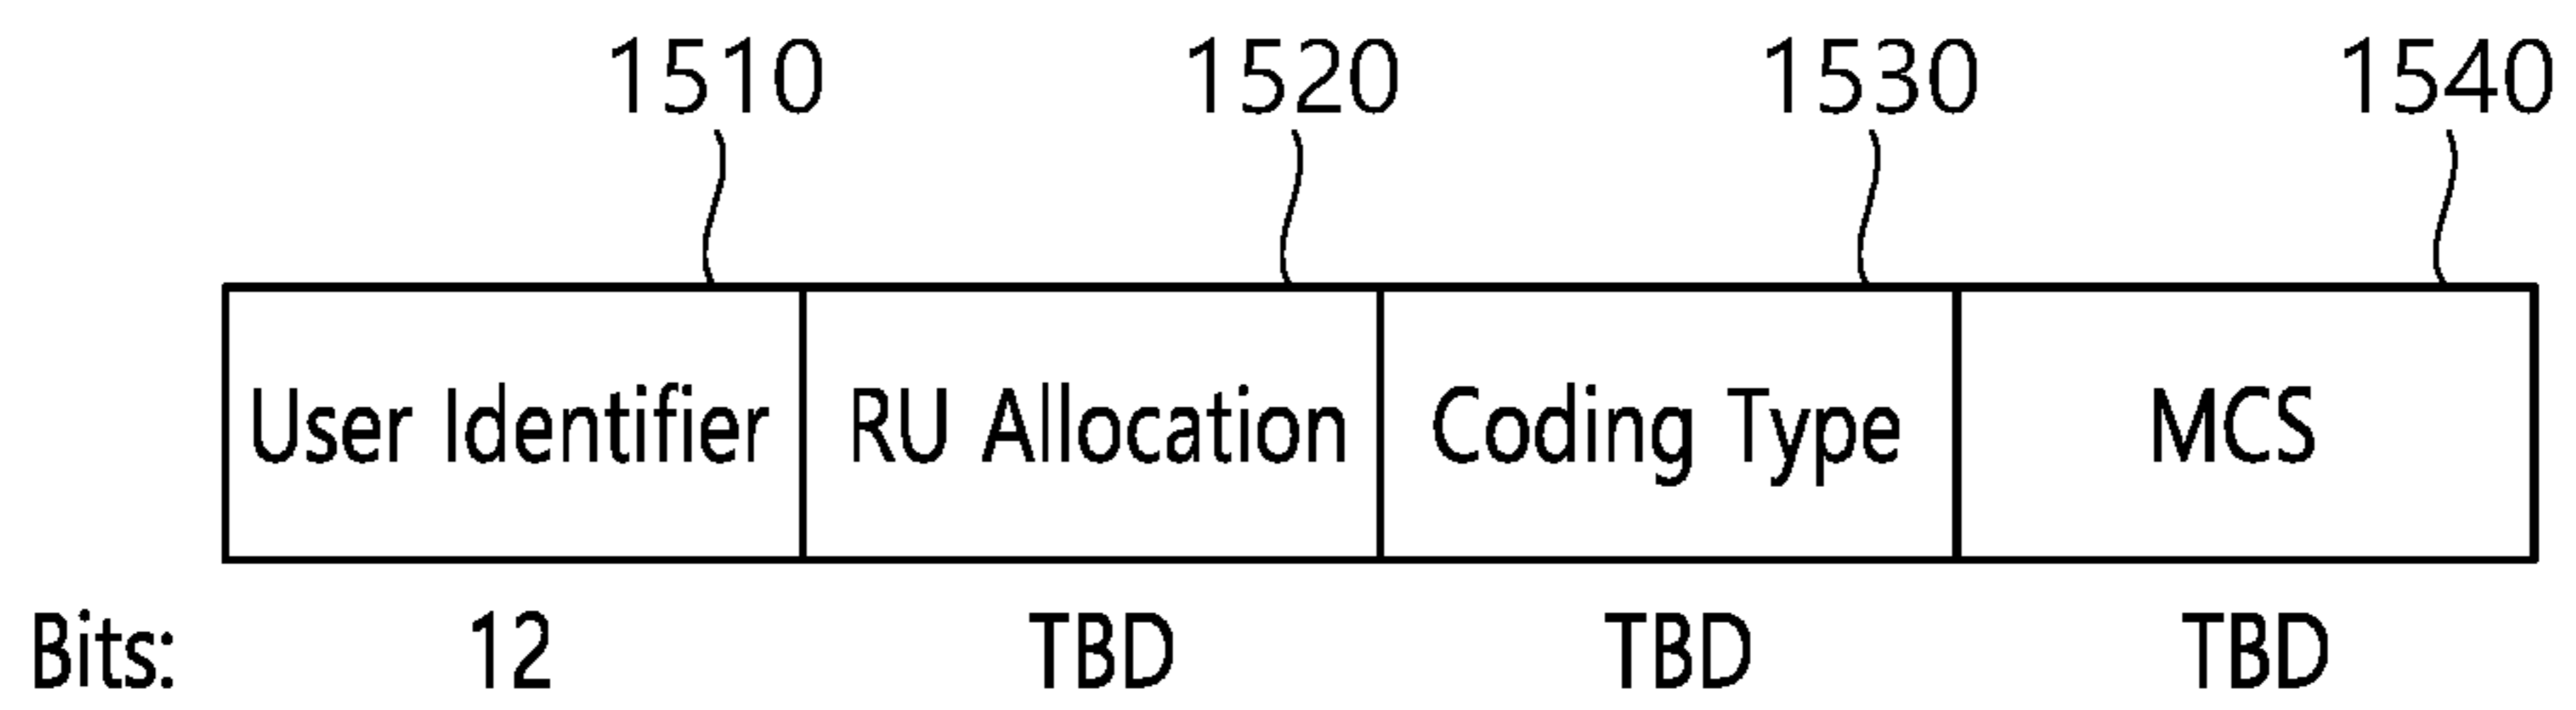 1510 1520 1530 1540
User Identifier RU Allocation Coding Type MCS
Bits: 12 TBD TBD TBD